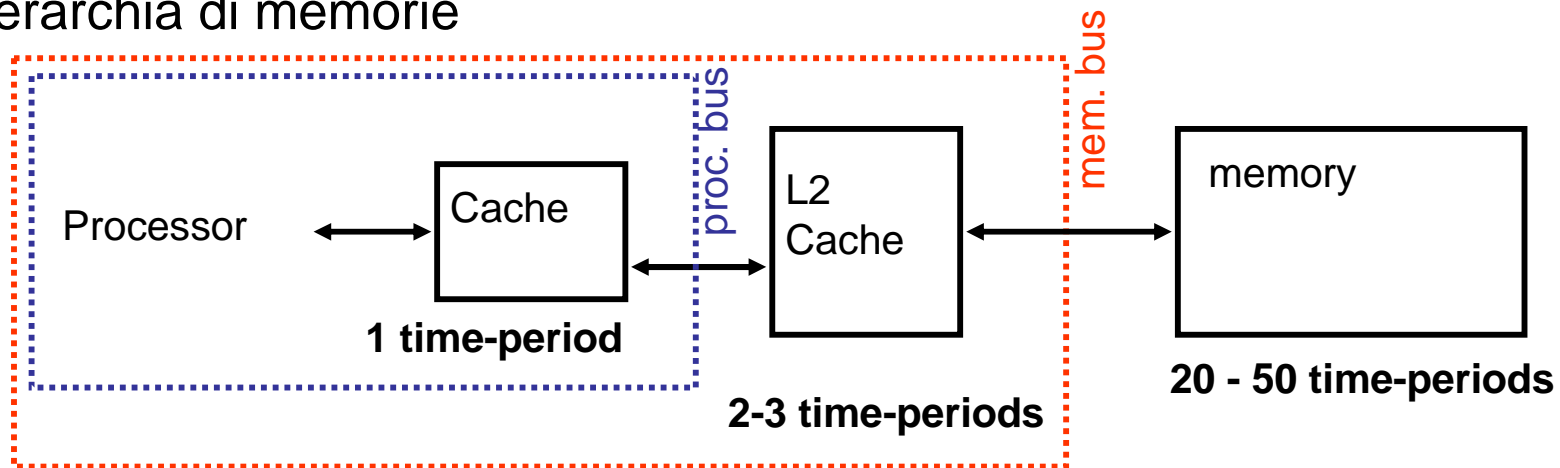 erarchia di memorie
mem. bus
proc. bus
Processor
Cache
L2
Cache
memory
1 time-period
2-3 time-periods
20 - 50 time-periods